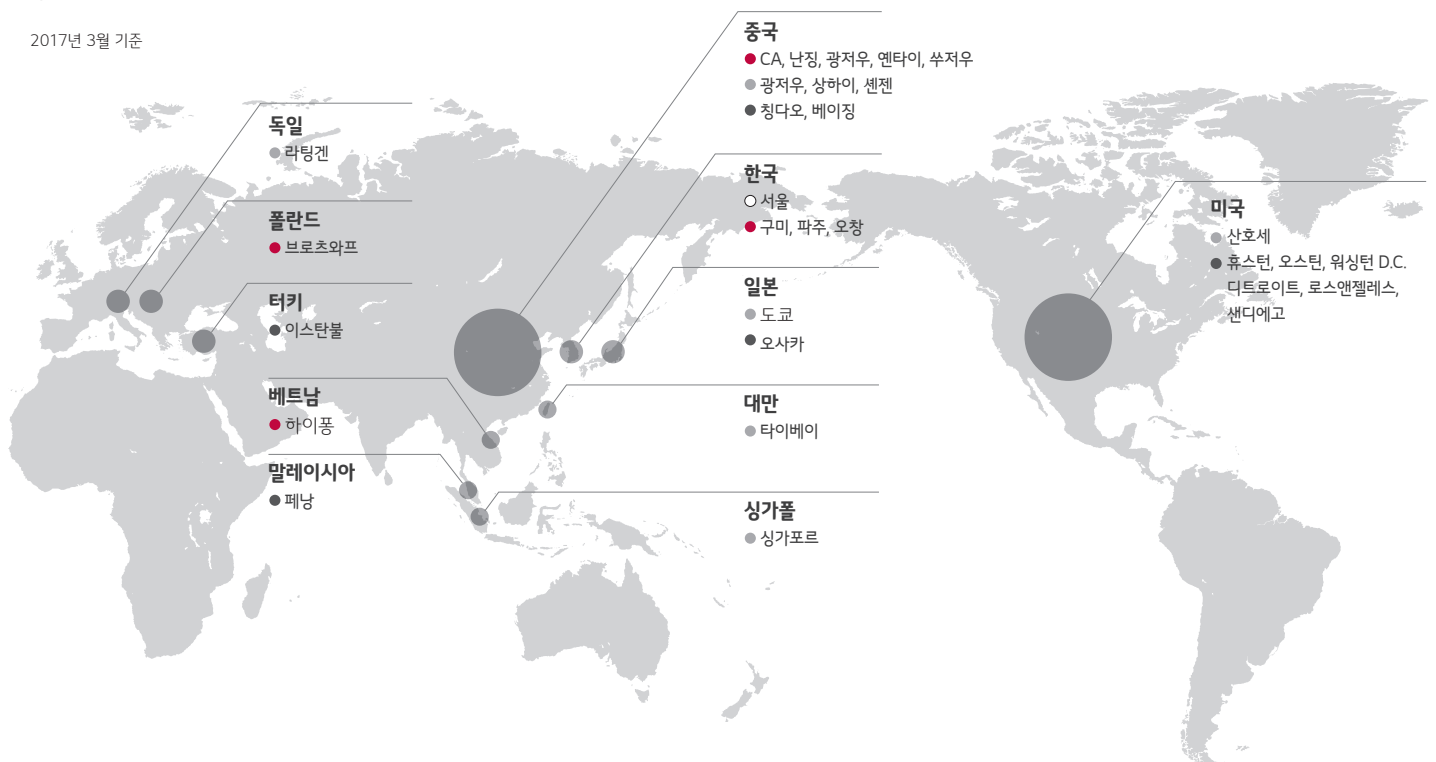 2017년 3월 기준
독일
라팅겐
폴란드
브로츠와프
터키
이스탄불
베트남
하이퐁
말레이시아
페낭
중국
CA, 난징, 광저우, 옌타이, 쑤저우
광저우, 상하이, 셴젠
칭다오, 베이징
한국
서울
구미, 파주, 오창
일본
도쿄
오사카
대만
타이베이
싱가폴
싱가포르
미국
산호세
휴스턴, 오스틴, 워싱턴 D.C.
디트로이트, 로스앤젤레스,
샌디에고